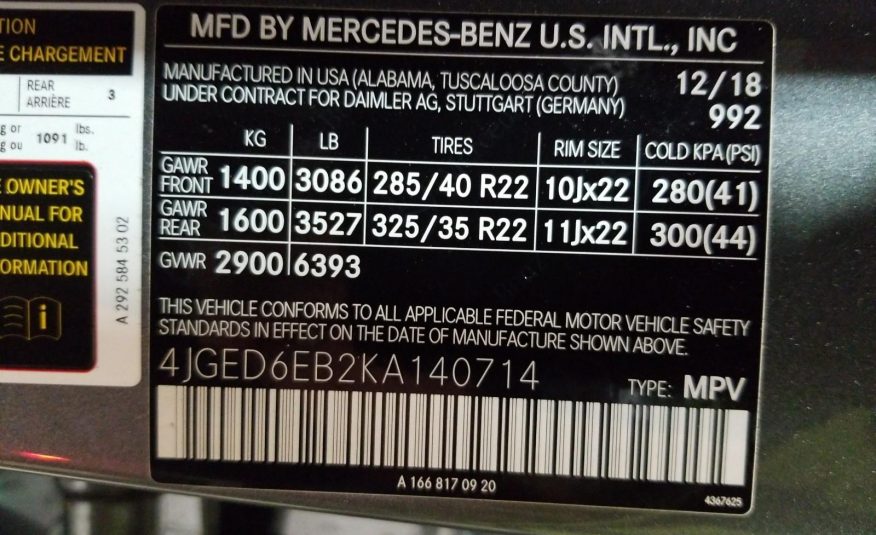 TION
E CHARGEMENT
REAR
ARRIÈRE 3
g or
g ou 1091 lbs.
lb.
E OWNER'S
NUAL FOR
DITIONAL
ORMATION
i
A 292 584 53 02
MFD BY MERCEDES-BENZ U.S. INTL., INC
MANUFACTURED IN USA (ALABAMA, TUSCALOOSA COUNTY) 12/18
UNDER CONTRACT FOR DAIMLER AG, STUTTGART (GERMANY) 992
KG LB TIRES RIM SIZE COLD KPA (PSI)
GAWR
FRONT 1400 3086 285/40 R22 10Jx22 280(41)
GAWR
REAR 1600 3527 325/35 R22 11Jx22 300(44)
GVWR 2900 6393
THIS VEHICLE CONFORMS TO ALL APPLICABLE FEDERAL MOTOR VEHICLE SAFETY
STANDARDS IN EFFECT ON THE DATE OF MANUFACTURE SHOWN ABOVE.
4JGED6EB2KA140714 TYPE: MPV
A 166 817 09 20
4367625